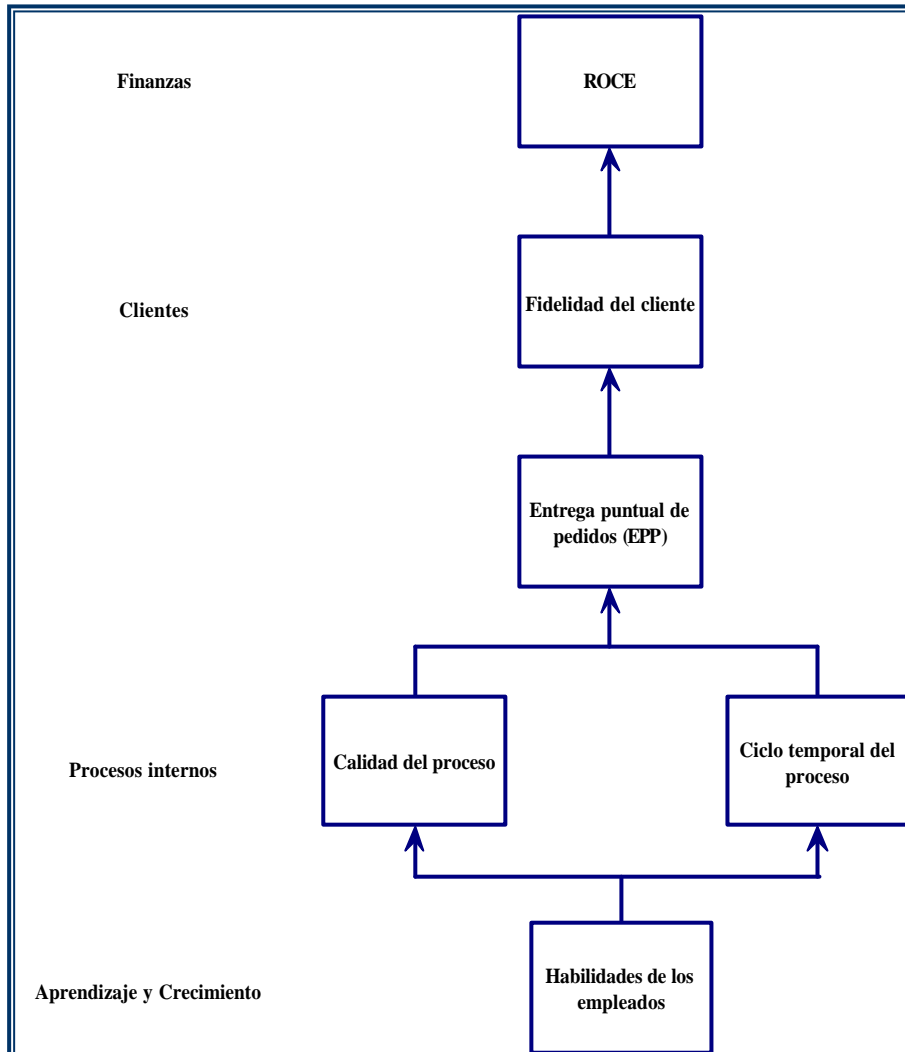 Finanzas
ROCE
Clientes
Fidelidad del cliente
Entrega puntual de
pedidos (EPP)
Procesos internos
Calidad del proceso
Ciclo temporal del
proceso
Aprendizaje y Crecimiento
Habilidades de los
empleados